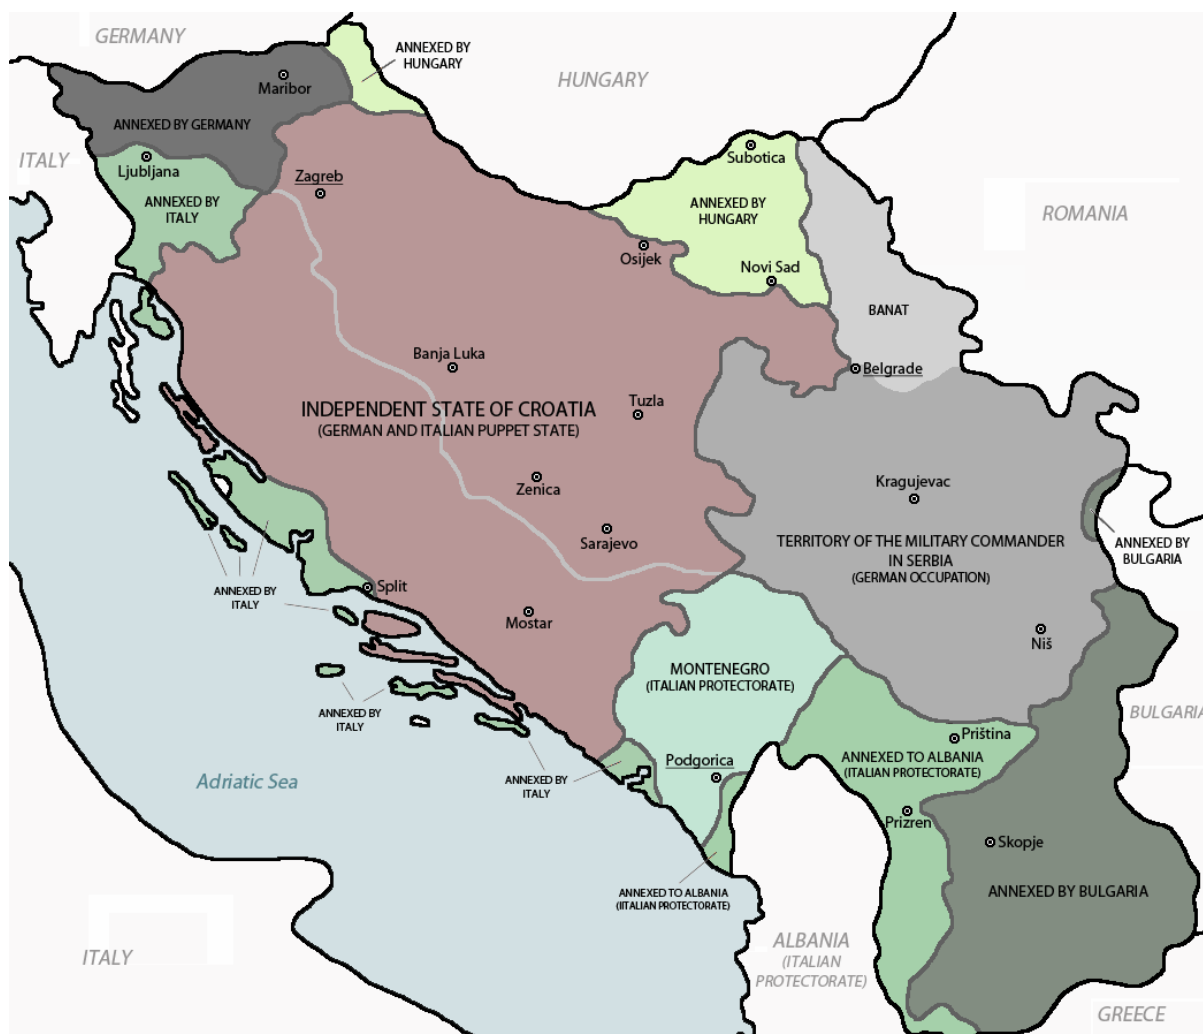 GERMANY
ANNEXED BY
HUNGARY
HUNGARY
Maribor
ANNEXED BY GERMANY
ITALY
Ljubljana
ANNEXED BY
ITALY
Zagreb
Subotica
ANNEXED BY
HUNGARY
ROMANIA
Osijek
Novi Sad
BANAT
Banja Luka
Belgrade
INDEPENDENT STATE OF CROATIA
(GERMAN AND ITALIAN PUPPET STATE)
Tuzla
Zenica
Kragujevac
Sarajevo
TERRITORY OF THE MILITARY COMMANDER
IN SERBIA
(GERMAN OCCUPATION)
ANNEXED BY
BULGARIA
ANNEXED BY
ITALY
Split
Mostar
Niš
MONTENEGRO
(ITALIAN PROTECTORATE)
ANNEXED BY
ITALY
BULGARIA
Priština
Podgorica
ANNEXED TO ALBANIA
(ITALIAN PROTECTORATE)
Adriatic Sea
ANNEXED BY
ITALY
Prizren
Skopje
ANNEXED TO ALBANIA
(IITALIAN PROTECTORATE)
ANNEXED BY BULGARIA
ITALY
ALBANIA
(ITALIAN
PROTECTORATE)
GREECE